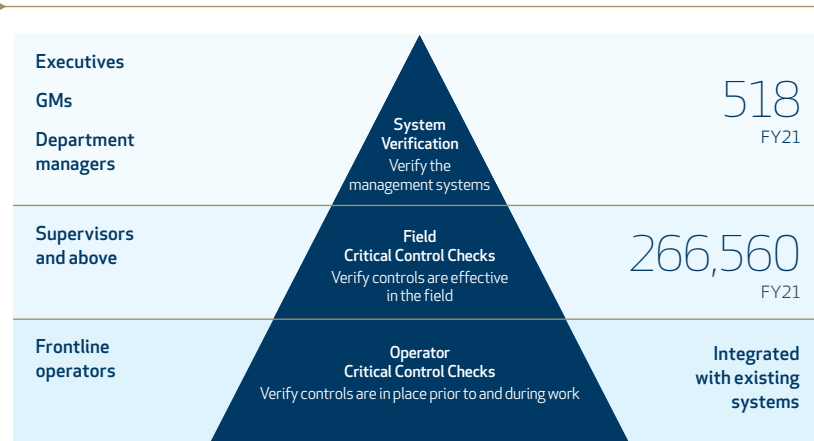 Executives
GMs
Department
managers
System
Verification
Verify the
management systems
518
FY21
Supervisors
and above
Field
Critical Control Checks
Verify controls are effective
in the field
266,560
FY21
Frontline
operators
Operator
Critical Control Checks
Verify controls are in place prior to and during work
Integrated
with existing
systems